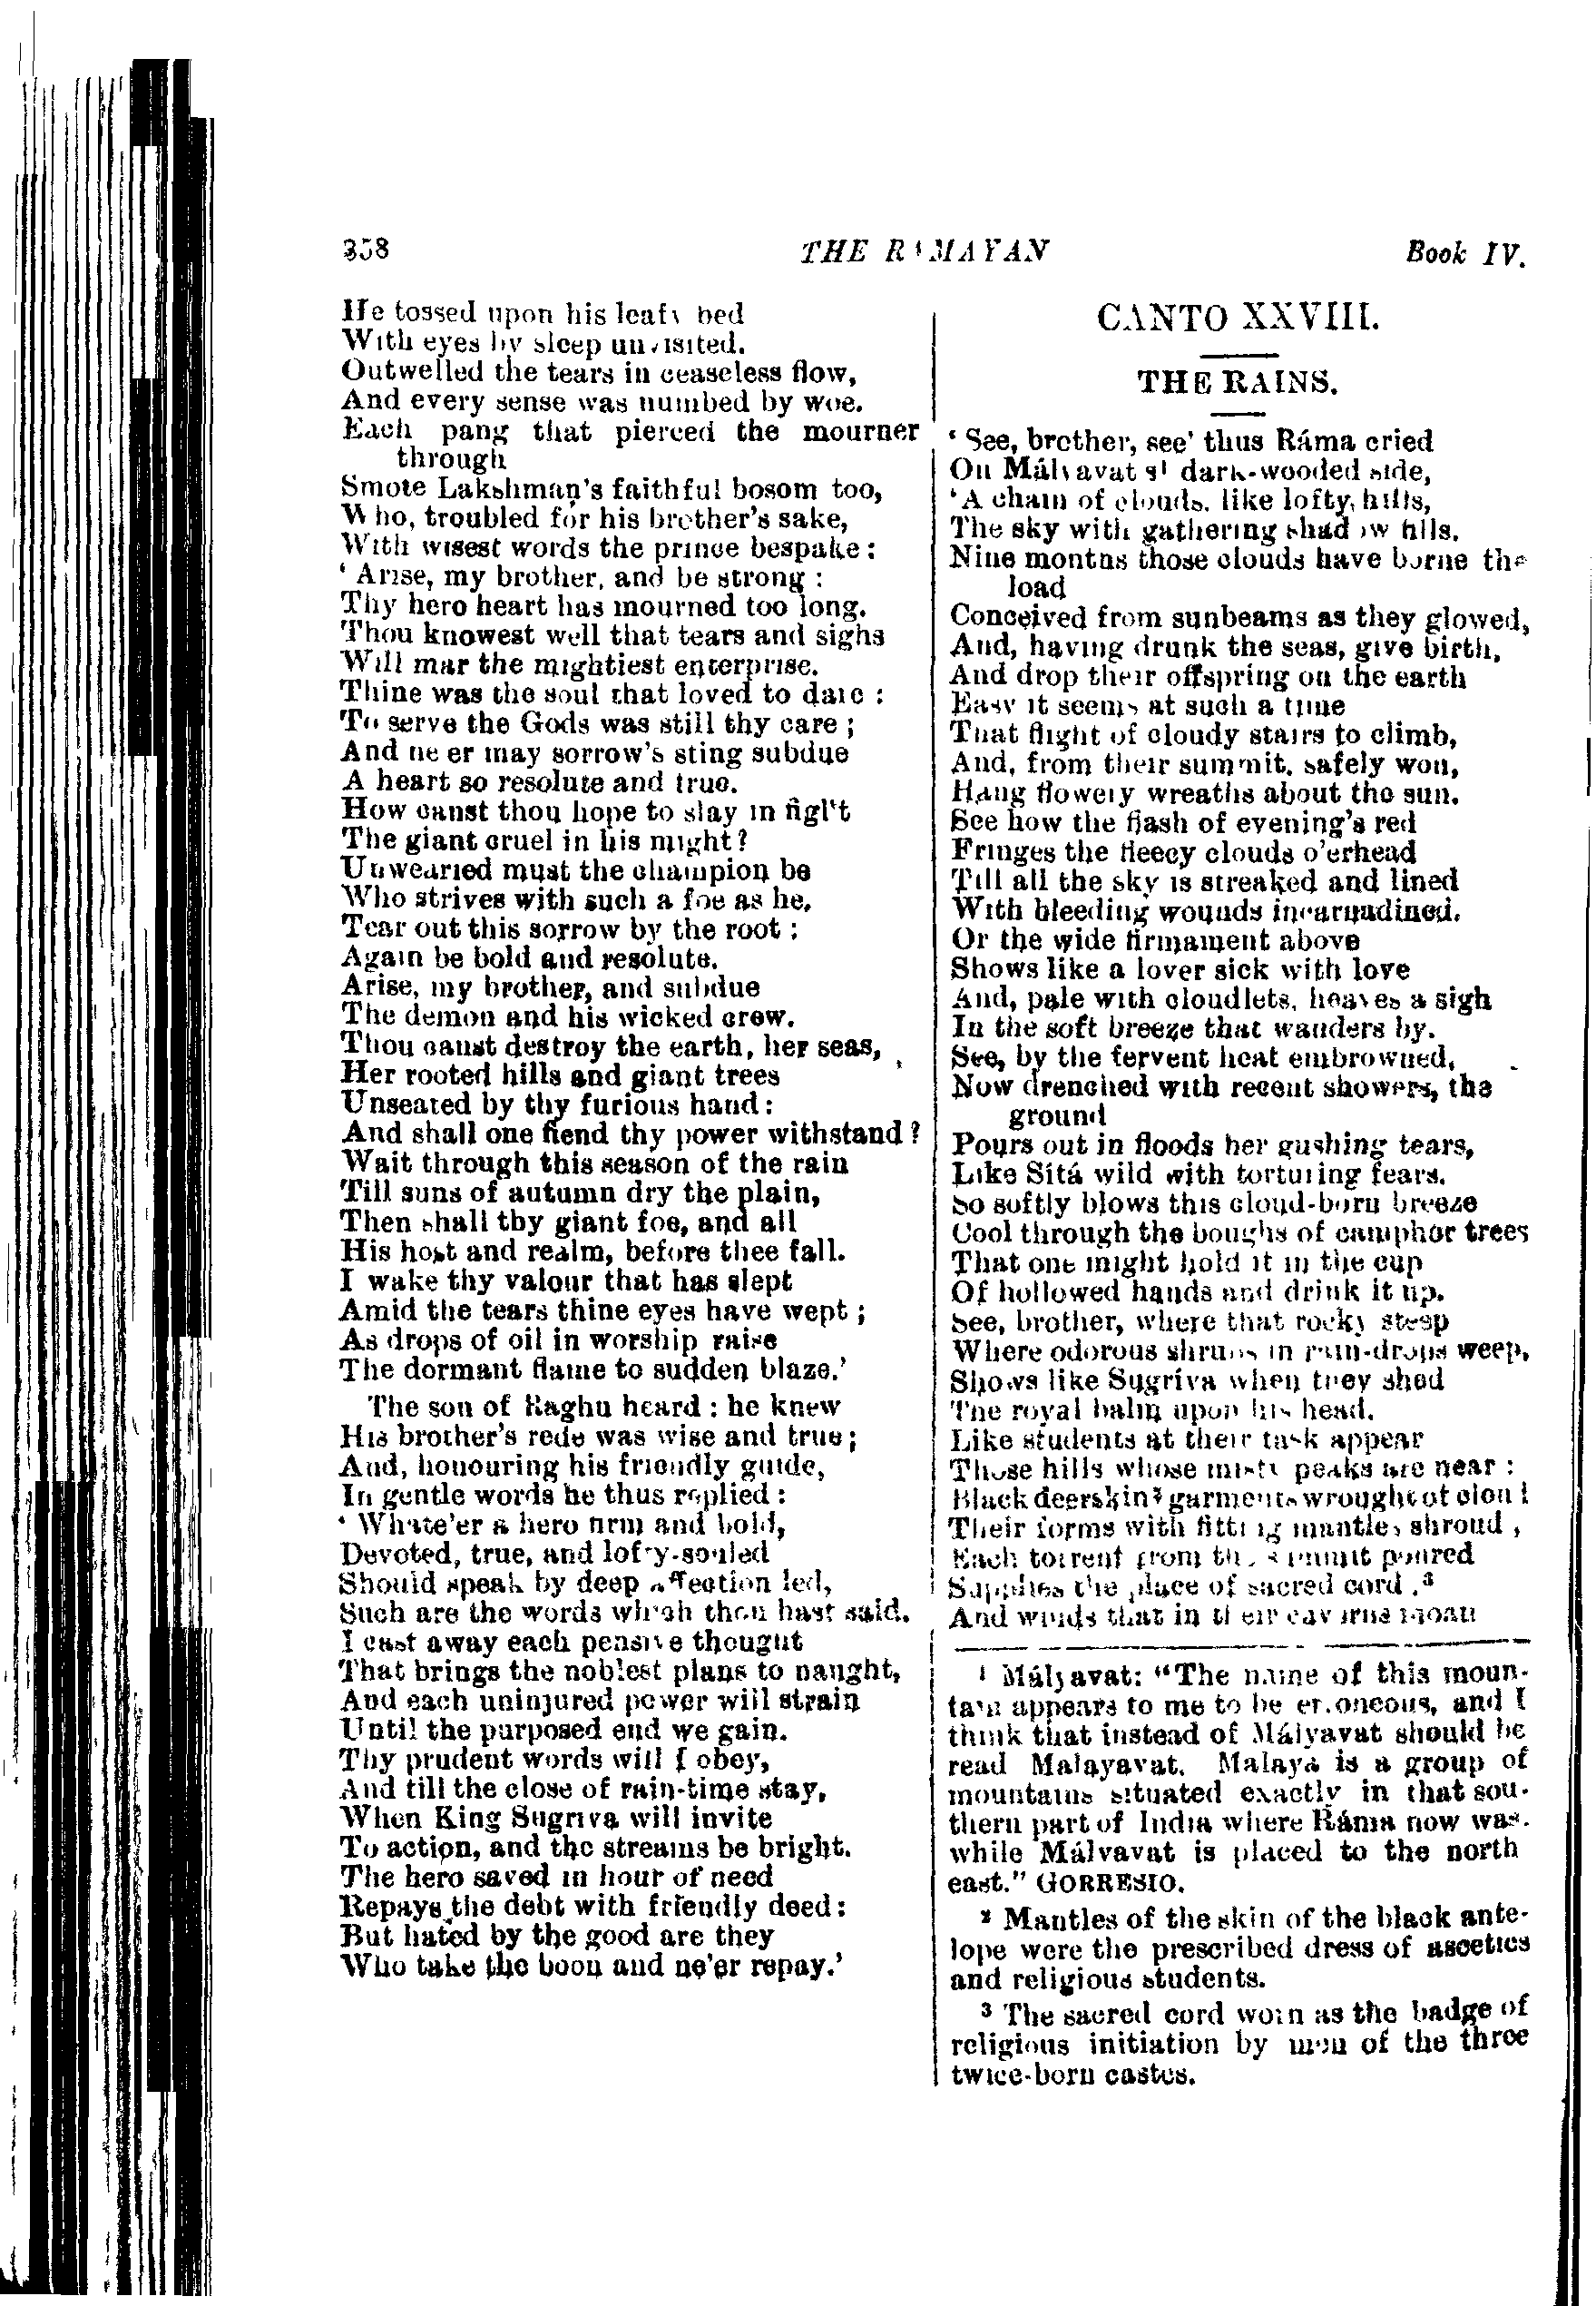 358 THE RAMAYAN Book IV.
He tossed upon his leafy bed
With eyes by sleep unvisited.
Outwelled the tears in ceaseless flow,
And every sense was numbed by woe.
Each pang that pierced the mourner
through
Smote Lakshmaṇ's faithful bosom too,
Who, troubled for his brother's sake,
With wisest words the prince bespake:
‘ Arise, my brother, and be strong :
Thy hero heart has mourned too long.
Thou knowest well that tears and sighs
Will mar the mightiest enterprise.
Thine was the soul that loved to dare :
To serve the Gods was still thy care ;
And ne'er may sorrow's sting subdue
A heart so resolute and true.
How canst thou hope to slay in fight
The giant cruel in his might?
Unwearied must the champion be
Who strives with such a foe as he,
Tear out this sorrow by the root :
Again be bold and resolute.
Arise, my brother, and subdue
The demon and his wicked crew.
Thou canst destroy the earth, her seas,
Her rooted hills and giant trees
Unseated by thy furious hand:
And shall one fiend thy power withstand ?
Wait through this season of the rain
Till suns of autumn dry the plain,
Then shall thy giant foe, and all
His host and realm, before thee fall.
I wake thy valour that has slept
Amid the tears thine eyes have wept ;
As drops of oil in worship raise
The dormant flame to sudden blaze.’
The son of Raghu heard : he knew
His brother's rede was wise and true;
And, honouring his friendly guide,
In gentle words he thus replied :
‘ Whate'er a hero firm and bold,
Devoted, true, and lofty-souled
Should speak by deep affection led,
Such are the words which thou hast said.
I cast away each pensive thought
That brings the noblest plans to naught,
And each uninjured power will strain
Until the purposed end we gain.
Thy prudent words will I obey,
And till the close of rain-time stay,
When King Sugríva will invite
To action, and the streams be bright.
The hero saved in hour of need
Repays the debt with friendly deed:
But hated by the good are they
Who take the boon and ne'er repay.’
CANTO XXVIII.
THE RAINS.
‘ See, brother, see’ thus Ráma cried
On Mályavat's¹ dark-wooded side,
‘A chain of clouds, like lofty hills,
The sky with gathering shadow fills.
Nine months those clouds have borne the
load
Conceived from sunbeams as they glowed,
And, having drunk the seas, give birth,
And drop their offspring on the earth
Easy it seems at such a time
That flight of cloudy stairs to climb,
And, from their summit, safely won,
Hang flowery wreaths about the sun.
See how the flash of evening's red
Fringes the fleecy clouds o'erhead
Till all the sky is streaked and lined
With bleeding wounds incarnadined.
Or the wide firmament above
Shows like a lover sick with love
And, pale with cloudlets, heaves a sigh
In the soft breeze that wanders by.
See, by the fervent heat embrowned,
Now drenched with recent showers, the
ground
Pours out in floods her gushing tears,
Like Sítá wild with torturing fears.
So softly blows this cloud-born breeze
Cool through the boughs of camphor trees
That one might hold it in the cup
Of hollowed hands and drink it up.
See, brother, where that rocky steep
Where odorous shrubs in rain-drops weep,
Shows like Sugríva when they shed
The royal balm upon his head.
Like students at their task appear
Those hills whose misty peaks are near :
Black deerskin² garments wrought of cloud
Their forms with fitting mantles shroud ,
Each torrent from the summit poured
Supplies the place of sacred cord .³
And winds that in their caverns moan
¹ Mályavat: “The name of this moun-
tain appears to me to be erroneous, and I
think that instead of Mályavat should be
read Malayavat. Malaya is a group of
mountains situated exactly in that sou-
thern part of India where Ráma now was.
while Mályavat is placed to the north
east.” GORRESIO.
² Mantles of the skin of the black ante-
lope were the prescribed dress of ascetics
and religious students.
³ The sacred cord worn as the badge of
religious initiation by men of the three
twice-born castes.